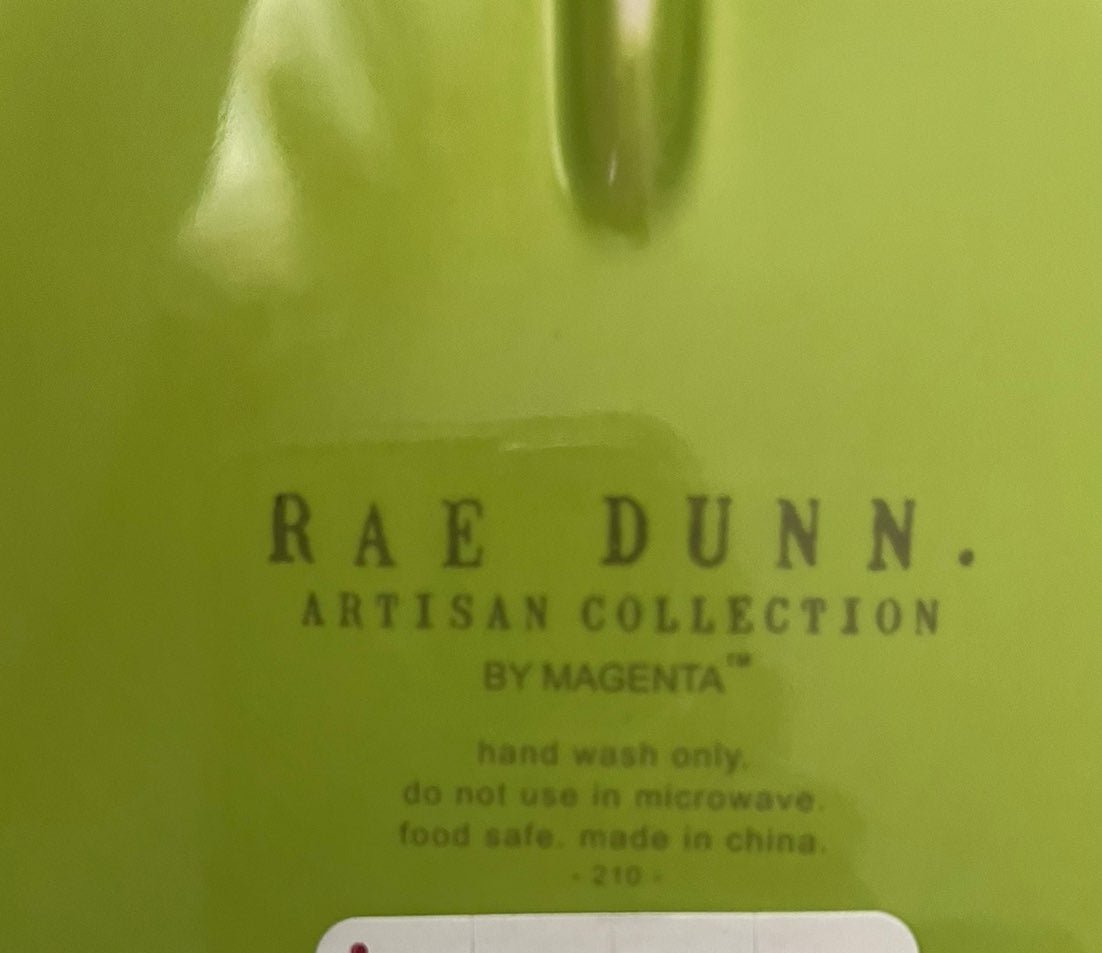 RAE DUNN.
ARTISAN COLLECTION
BY MAGENTA™
hand wash only.
do not use in microwave.
food safe. made in china.
- 210 -